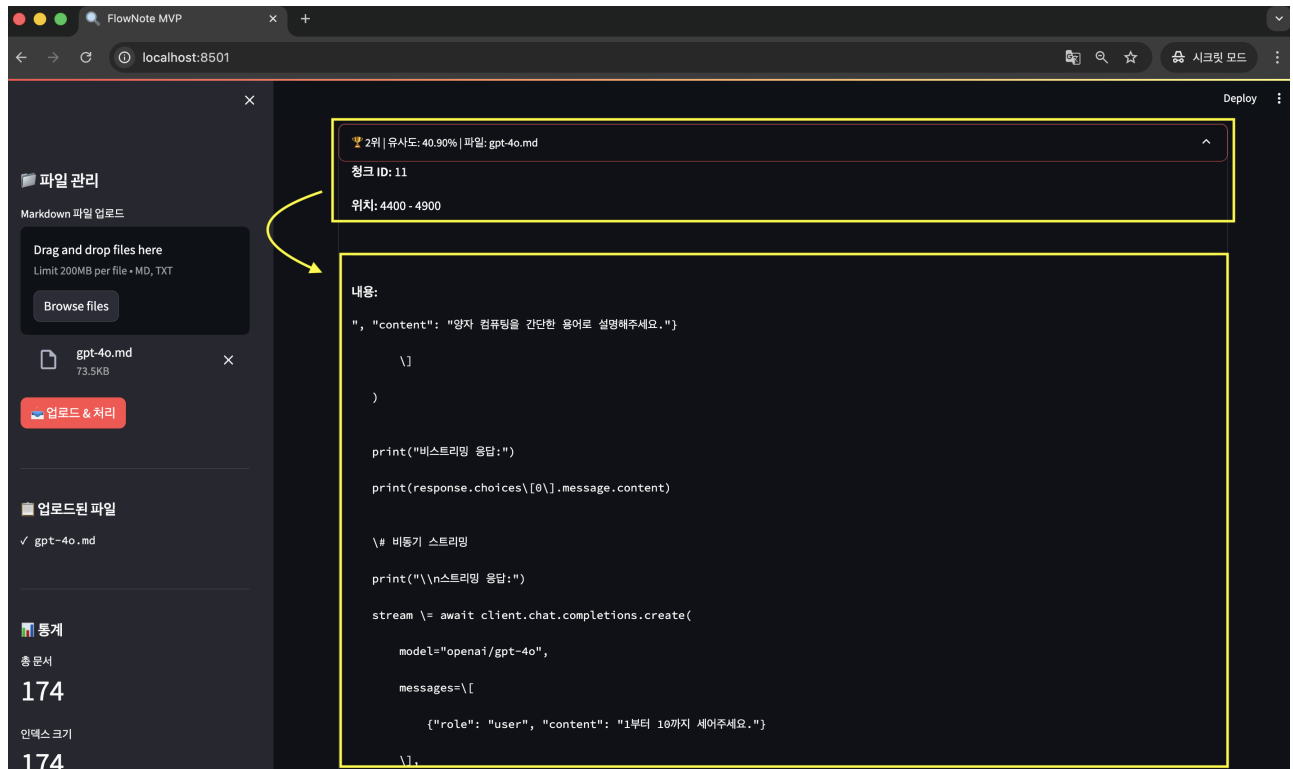 FlowNote MVP
localhost:8501
시크릿 모드
Deploy
파일 관리
Markdown 파일 업로드
Drag and drop files here
Limit 200MB per file • MD, TXT
Browse files
gpt-4o.md
73.5KB
📥 업로드 & 처리
📋 업로드된 파일
✓ gpt-4o.md
📊 통계
총 문서
174
인덱스 크기
174
🏆 2위 | 유사도: 40.90% | 파일: gpt-4o.md
청크 ID: 11
위치: 4400 - 4900
내용:
", "content": "양자 컴퓨팅을 간단한 용어로 설명해주세요."}
\]
)
print("비스트리밍 응답:")
print(response.choices\[0\].message.content)
\# 비동기 스트리밍
print("\\n스트리밍 응답:")
stream \= await client.chat.completions.create(
model="openai/gpt-4o",
messages=\[
{"role": "user", "content": "1부터 10까지 세어주세요."}
\],